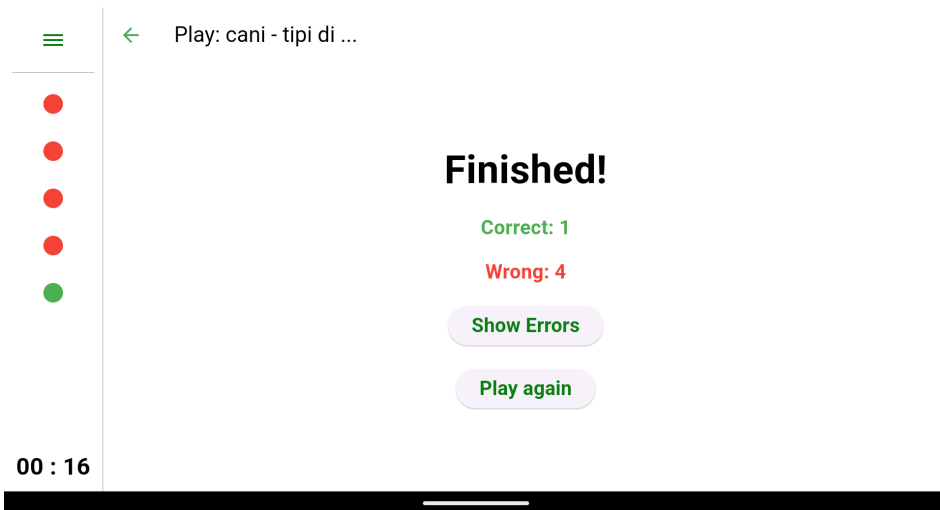 Play: cani - tipi di ...
Finished!
Correct: 1
Wrong: 4
Show Errors
Play again
00 : 16